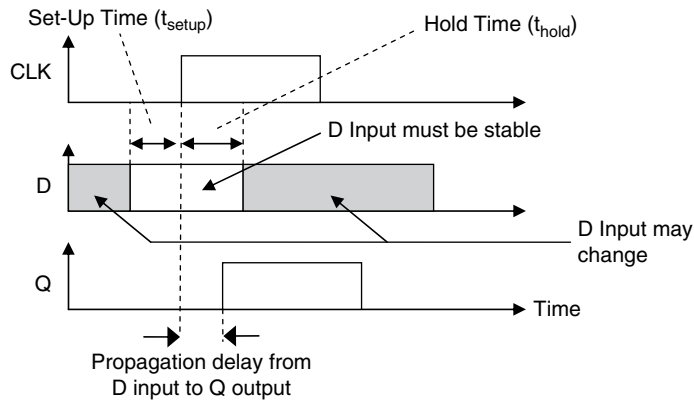 Set-Up Time (tsetup)
Hold Time (thold)
CLK
D Input must be stable
D
D Input may
change
Q
Time
Propagation delay from
D input to Q output